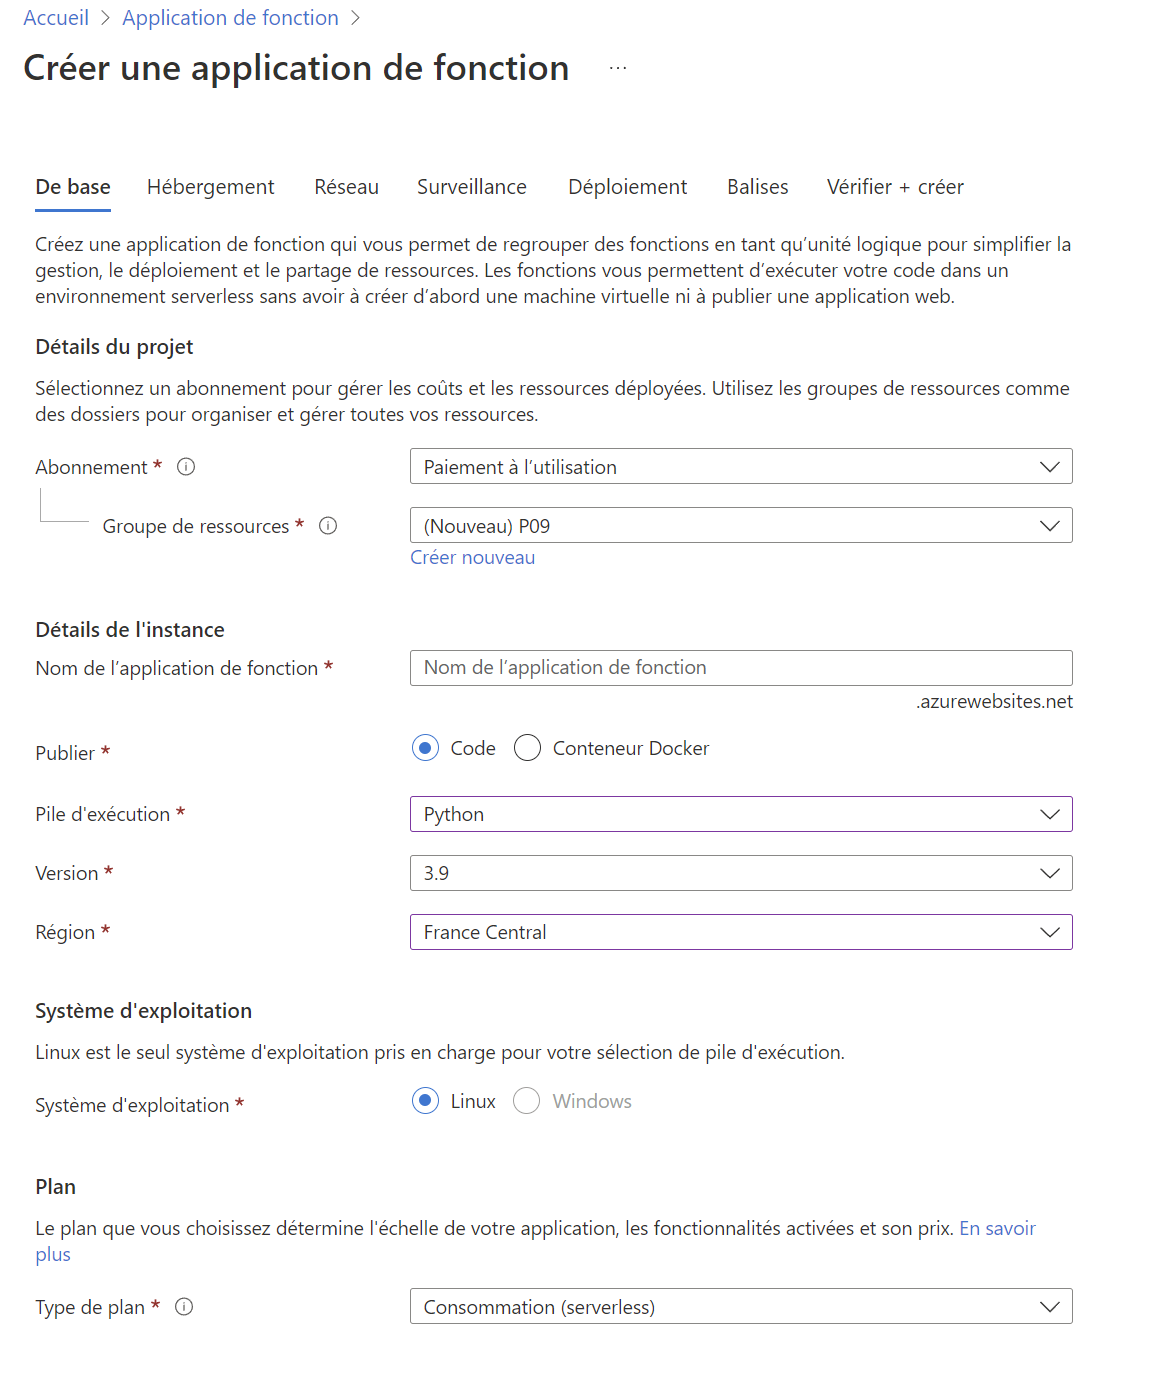 Accueil > Application de fonction >
Créer une application de fonction ...
De base Hébergement Réseau Surveillance Déploiement Balises Vérifier + créer
Créez une application de fonction qui vous permet de regrouper des fonctions en tant qu’unité logique pour simplifier la
gestion, le déploiement et le partage de ressources. Les fonctions vous permettent d’exécuter votre code dans un
environnement serverless sans avoir à créer d’abord une machine virtuelle ni à publier une application web.
Détails du projet
Sélectionnez un abonnement pour gérer les coûts et les ressources déployées. Utilisez les groupes de ressources comme
des dossiers pour organiser et gérer toutes vos ressources.
Abonnement * Paiement à l’utilisation
Groupe de ressources * (Nouveau) P09
Créer nouveau
Détails de l'instance
Nom de l’application de fonction * Nom de l’application de fonction
.azurewebsites.net
Publier * Code Conteneur Docker
Pile d'exécution * Python
Version * 3.9
Région * France Central
Système d'exploitation
Linux est le seul système d'exploitation pris en charge pour votre sélection de pile d'exécution.
Système d'exploitation * Linux Windows
Plan
Le plan que vous choisissez détermine l'échelle de votre application, les fonctionnalités activées et son prix. En savoir
plus
Type de plan * Consommation (serverless)